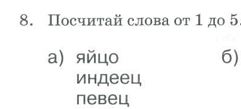 8. Посчитай слова от 1 до 5.
а) яйцо б)
индеец
певец